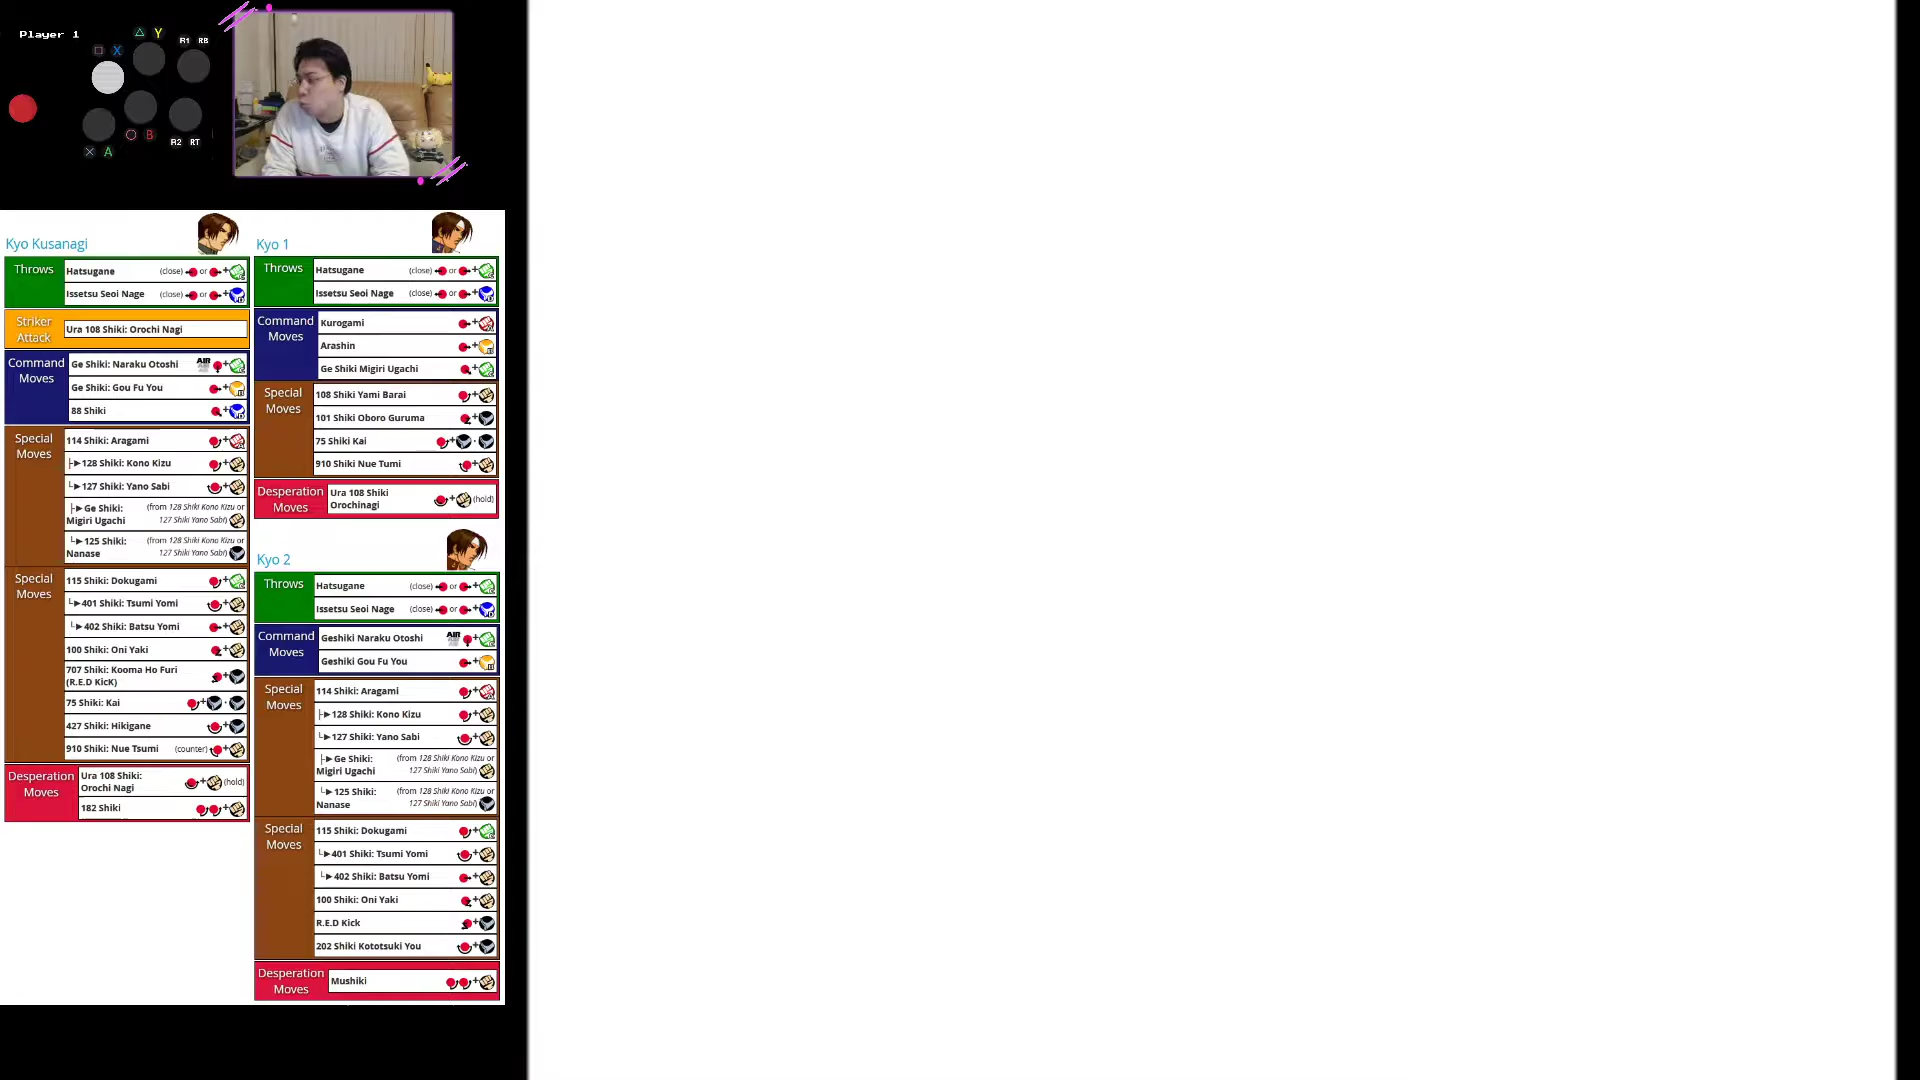 Player 1
△ Y
R1 RB
□ X
○ B
R2 RT
X A
Kyo Kusanagi
Throws
Hatsugane (close) or +C
Issetsu Seoi Nage (close) or +D
Striker Attack
Ura 108 Shiki: Orochi Nagi
Command Moves
Ge Shiki: Naraku Otoshi AIR +C
Ge Shiki: Gou Fu You +B
88 Shiki +D
Special Moves
114 Shiki: Aragami +A
128 Shiki: Kono Kizu +
127 Shiki: Yano Sabi +
Ge Shiki: Migiri Ugachi (from 128 Shiki Kono Kizu or 127 Shiki Yano Sabi)
125 Shiki: Nanase (from 128 Shiki Kono Kizu or 127 Shiki Yano Sabi)
Special Moves
115 Shiki: Dokugami +C
401 Shiki: Tsumi Yomi +
402 Shiki: Batsu Yomi +
100 Shiki: Oni Yaki +
707 Shiki: Kooma Ho Furi (R.E.D KicK) +
75 Shiki: Kai + ·
427 Shiki: Hikigane +
910 Shiki: Nue Tsumi (counter) +
Desperation Moves
Ura 108 Shiki: Orochi Nagi + (hold)
182 Shiki +
Kyo 1
Throws
Hatsugane (close) or +C
Issetsu Seoi Nage (close) or +D
Command Moves
Kurogami +A
Arashin +B
Ge Shiki Migiri Ugachi +C
Special Moves
108 Shiki Yami Barai +
101 Shiki Oboro Guruma +
75 Shiki Kai + ·
910 Shiki Nue Tumi +
Desperation Moves
Ura 108 Shiki Orochinagi + (hold)
Kyo 2
Throws
Hatsugane (close) or +C
Issetsu Seoi Nage (close) or +D
Command Moves
Geshiki Naraku Otoshi AIR +C
Geshiki Gou Fu You +B
Special Moves
114 Shiki: Aragami +A
128 Shiki: Kono Kizu +
127 Shiki: Yano Sabi +
Ge Shiki: Migiri Ugachi (from 128 Shiki Kono Kizu or 127 Shiki Yano Sabi)
125 Shiki: Nanase (from 128 Shiki Kono Kizu or 127 Shiki Yano Sabi)
Special Moves
115 Shiki: Dokugami +C
401 Shiki: Tsumi Yomi +
402 Shiki: Batsu Yomi +
100 Shiki: Oni Yaki +
R.E.D Kick +
202 Shiki Kototsuki You +
Desperation Moves
Mushiki +